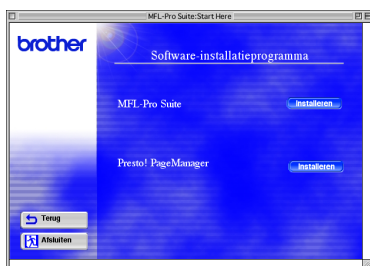 MFL-Pro Suite:Start Here
brother
Software-installatieprogramma
MFL-Pro Suite
Installeren
Presto! PageManager
Installeren
Terug
Afsluiten